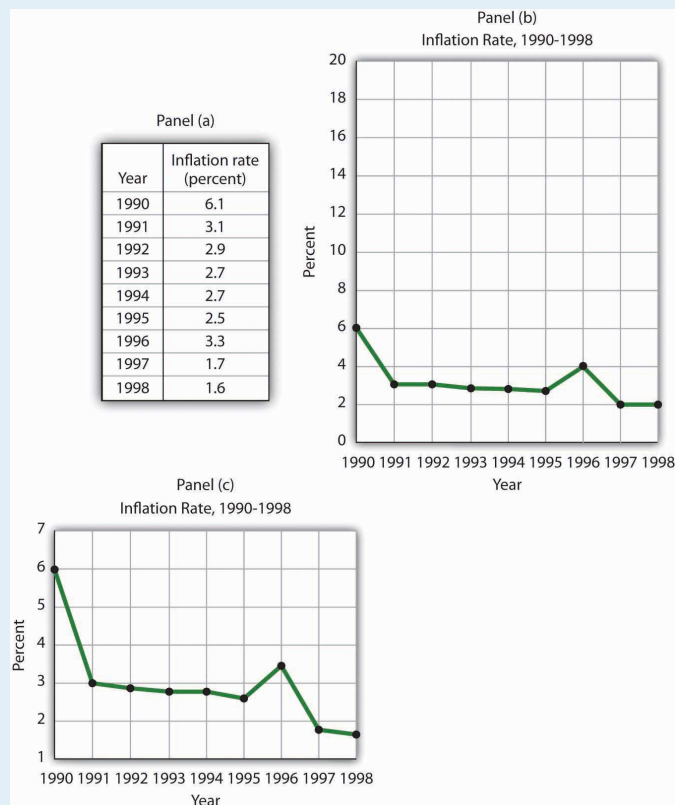 Panel (a)
Year Inflation rate (percent)
1990 6.1
1991 3.1
1992 2.9
1993 2.7
1994 2.7
1995 2.5
1996 3.3
1997 1.7
1998 1.6
Panel (b)
Inflation Rate, 1990-1998
Percent
20
18
16
14
12
10
8
6
4
2
0
1990 1991 1992 1993 1994 1995 1996 1997 1998
Year
Panel (c)
Inflation Rate, 1990-1998
Percent
7
6
5
4
3
2
1
1990 1991 1992 1993 1994 1995 1996 1997 1998
Year